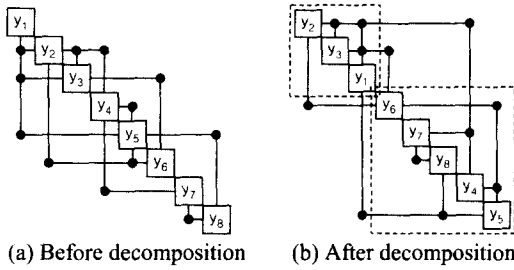 y1
y2
y3
y4
y5
y6
y7
y8
(a) Before decomposition
y2
y3
y1
y6
y7
y8
y4
y5
(b) After decomposition